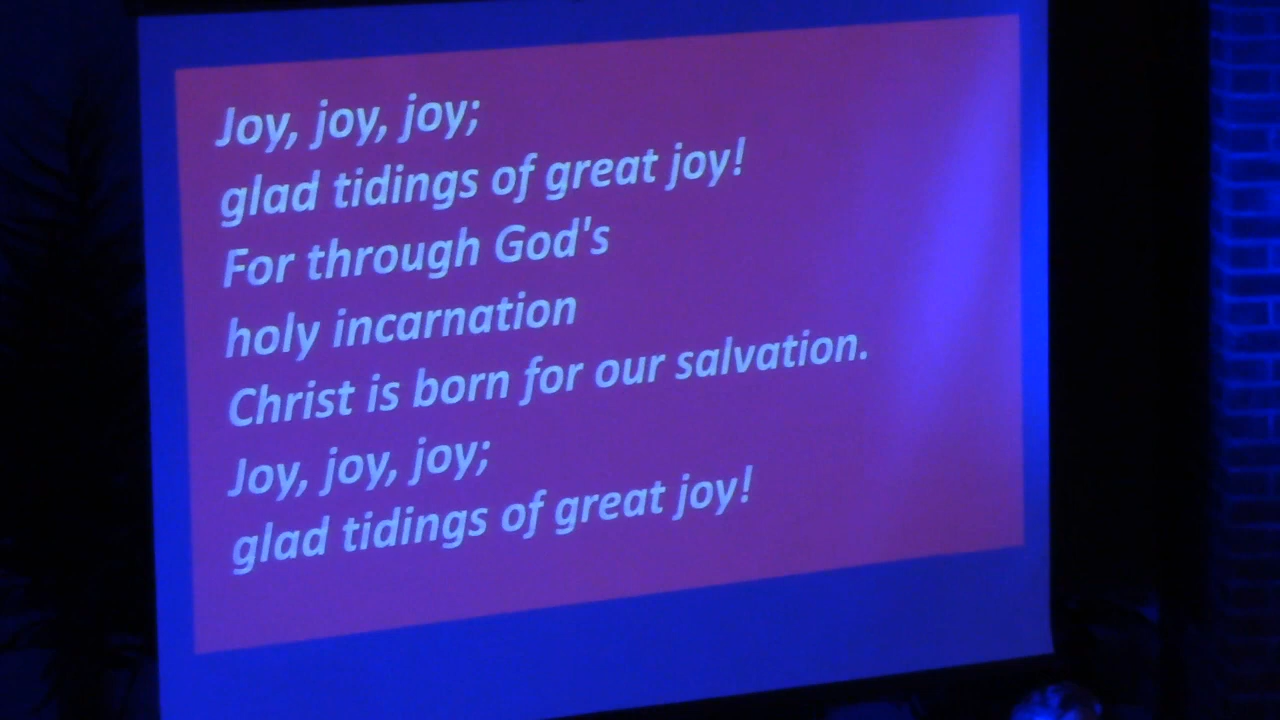 Joy, joy, joy;
glad tidings of great joy!
For through God's
holy incarnation
Christ is born for our salvation.
Joy, joy, joy;
glad tidings of great joy!